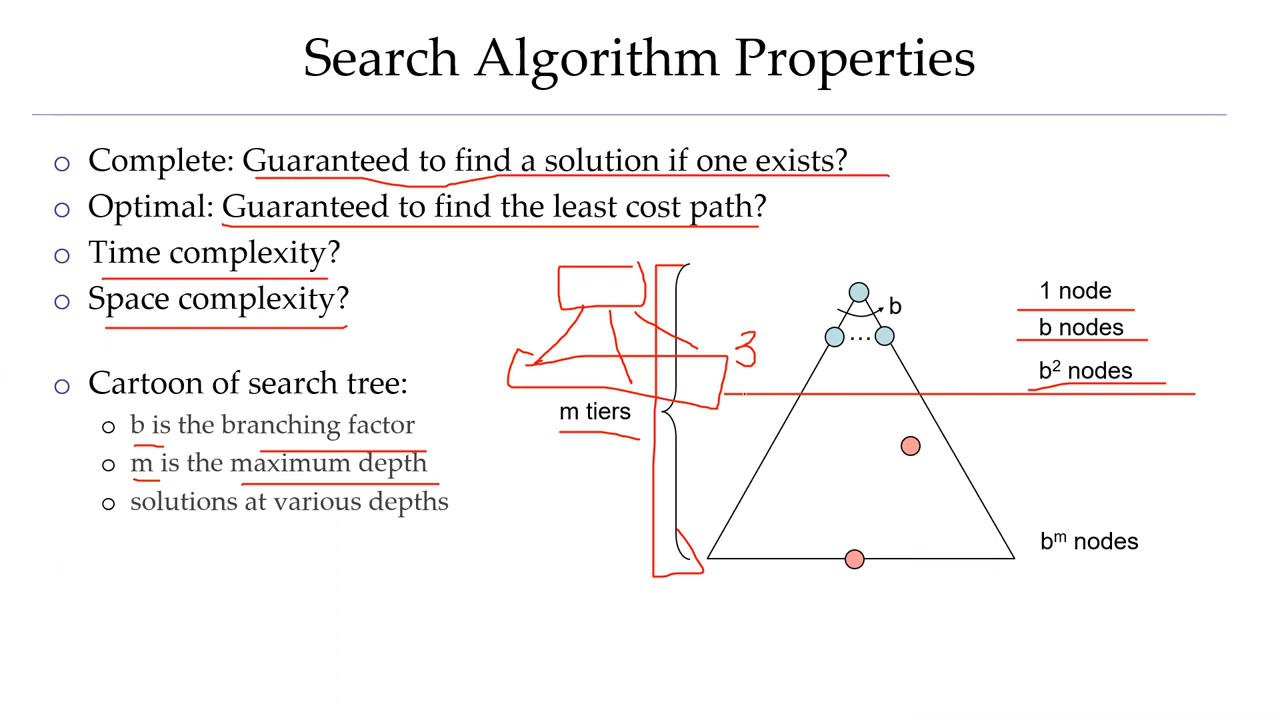 Search Algorithm Properties
○ Complete: Guaranteed to find a solution if one exists?
○ Optimal: Guaranteed to find the least cost path?
○ Time complexity?
○ Space complexity?
○ Cartoon of search tree:
○ b is the branching factor
○ m is the maximum depth
○ solutions at various depths
3
m tiers
b
...
1 node
b nodes
b² nodes
bᵐ nodes